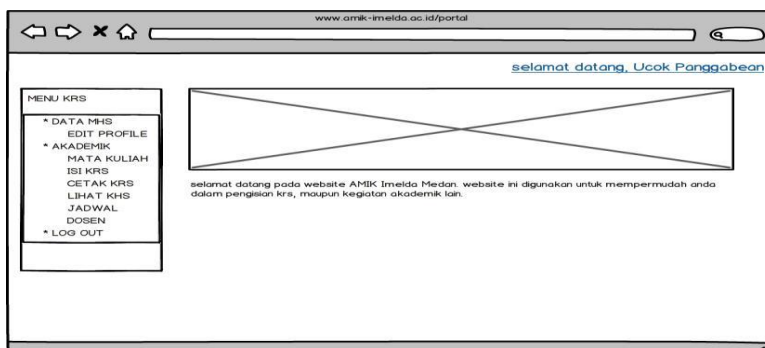 www.amik-imelda.ac.id/portal
selamat datang, Ucok Panggabean
MENU KRS
* DATA MHS
EDIT PROFILE
* AKADEMIK
MATA KULIAH
ISI KRS
CETAK KRS
LIHAT KHS
JADWAL
DOSEN
* LOG OUT
selamat datang pada website AMIK Imelda Medan. website ini digunakan untuk mempermudah anda
dalam pengisian krs, maupun kegiatan akademik lain.